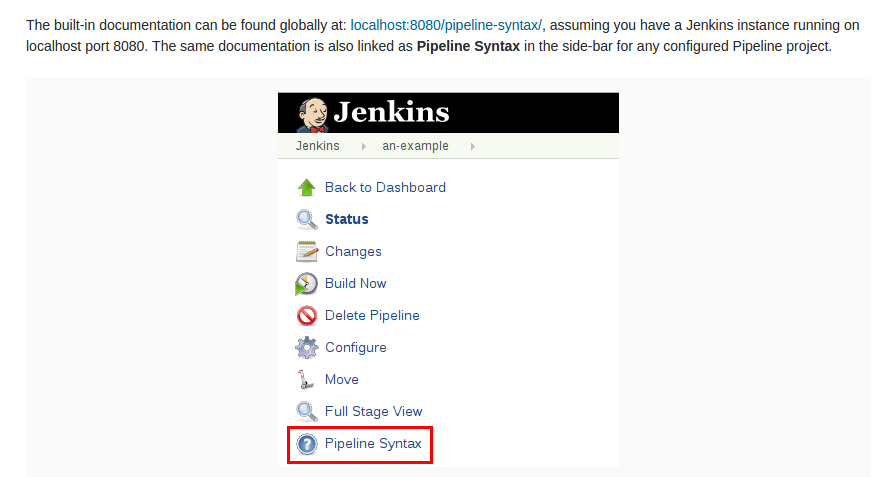 The built-in documentation can be found globally at: localhost:8080/pipeline-syntax/, assuming you have a Jenkins instance running on
localhost port 8080. The same documentation is also linked as Pipeline Syntax in the side-bar for any configured Pipeline project.
Jenkins
Jenkins an-example
Back to Dashboard
Status
Changes
Build Now
Delete Pipeline
Configure
Move
Full Stage View
Pipeline Syntax